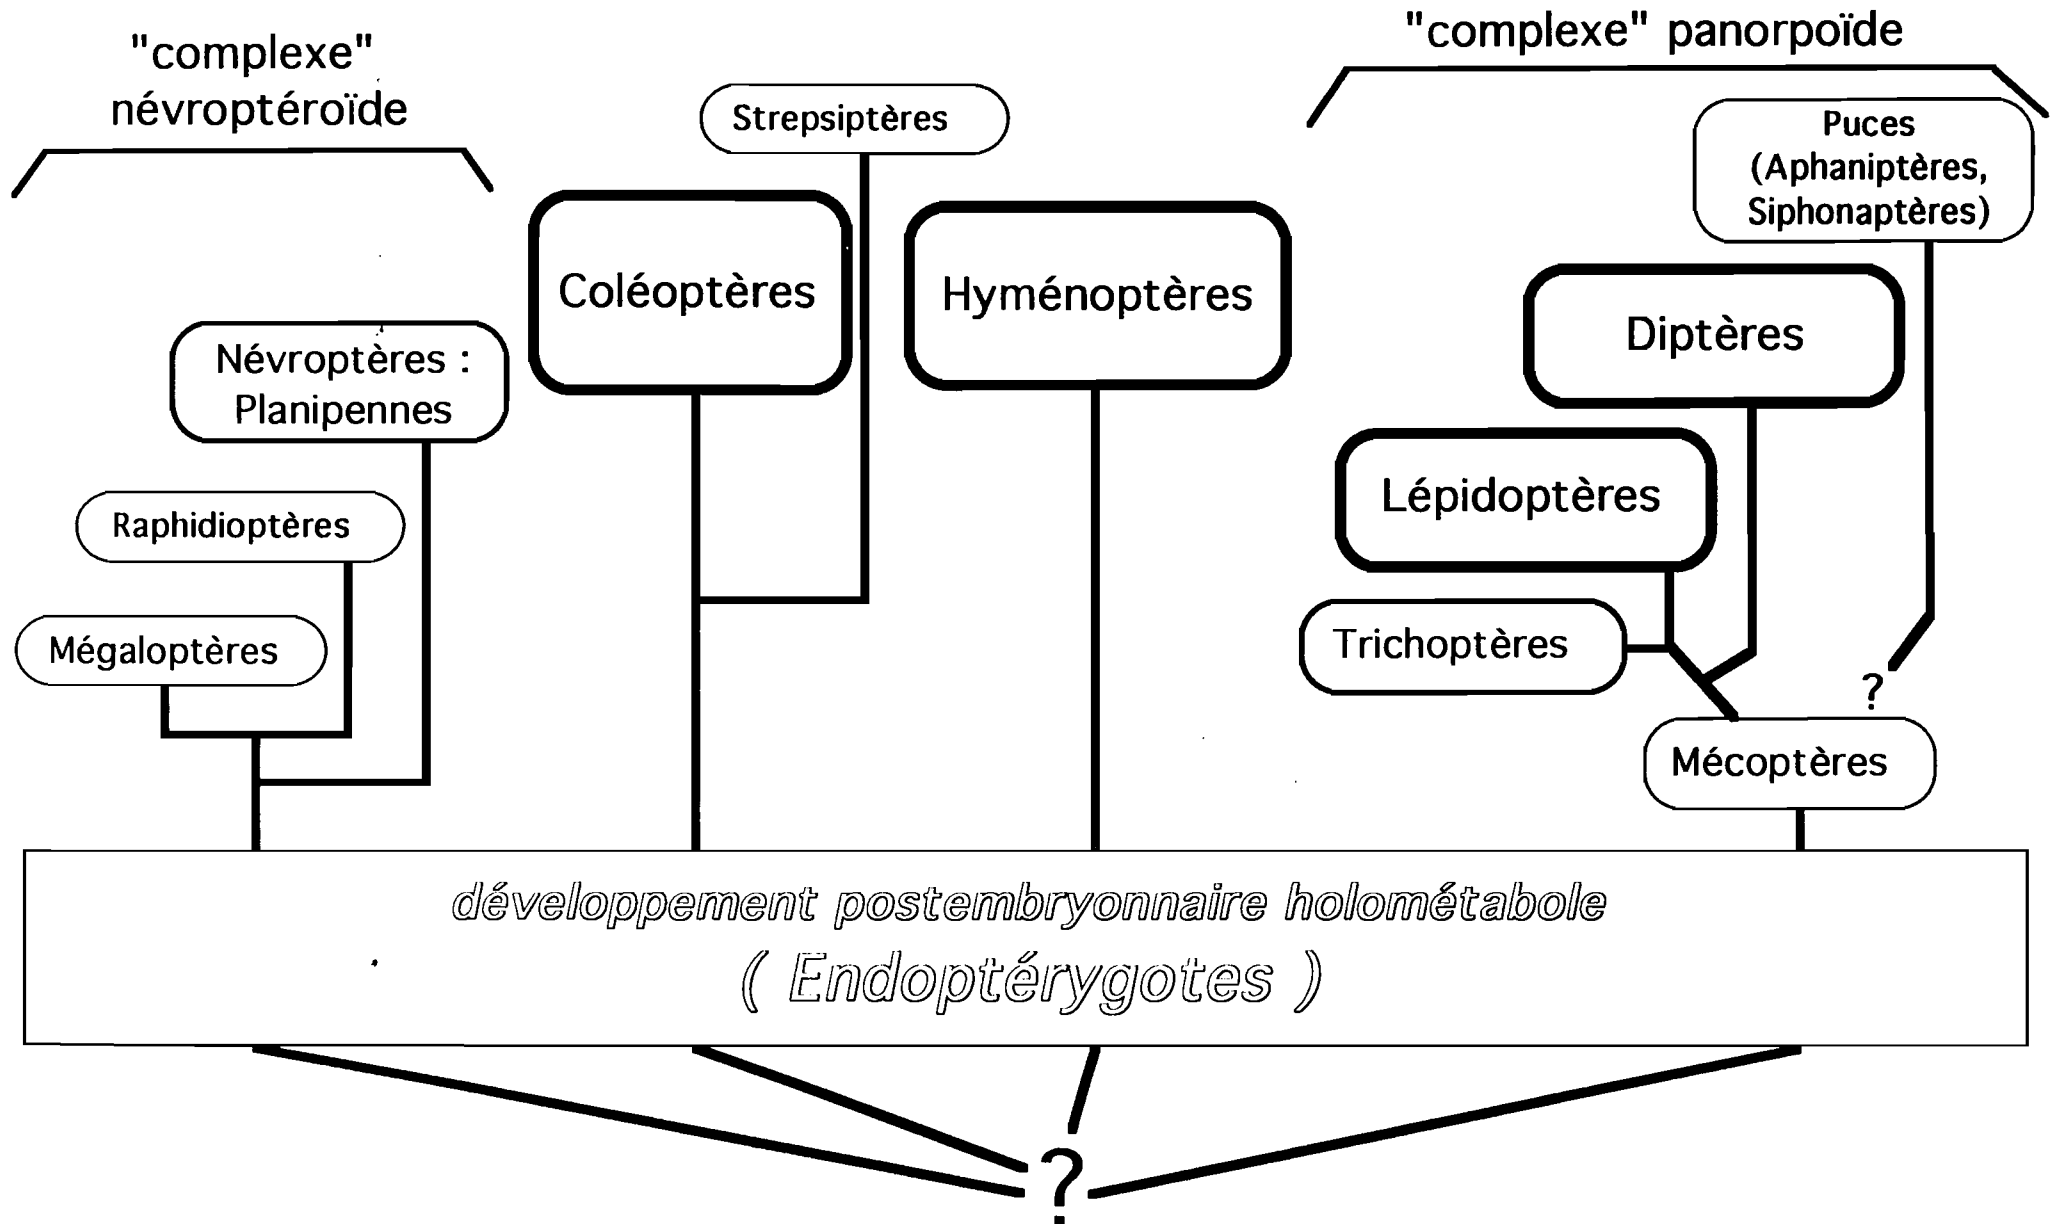 "complexe"
névroptéroïde
"complexe" panorpoïde
Strepsiptères
Puces
(Aphaniptères,
Siphonaptères)
Coléoptères
Hyménoptères
Diptères
Névroptères :
Planipennes
Lépidoptères
Raphidioptères
Trichoptères
Mégaloptères
?
Mécoptères
développement postembryonnaire holométabole
( Endoptérygotes )
?